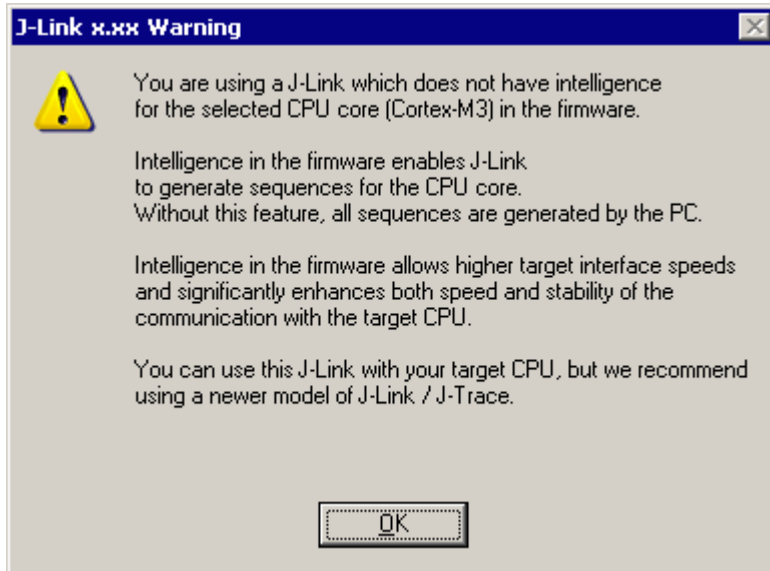 J-Link x.xx Warning
You are using a J-Link which does not have intelligence
for the selected CPU core (Cortex-M3) in the firmware.
Intelligence in the firmware enables J-Link
to generate sequences for the CPU core.
Without this feature, all sequences are generated by the PC.
Intelligence in the firmware allows higher target interface speeds
and significantly enhances both speed and stability of the
communication with the target CPU.
You can use this J-Link with your target CPU, but we recommend
using a newer model of J-Link / J-Trace.
OK